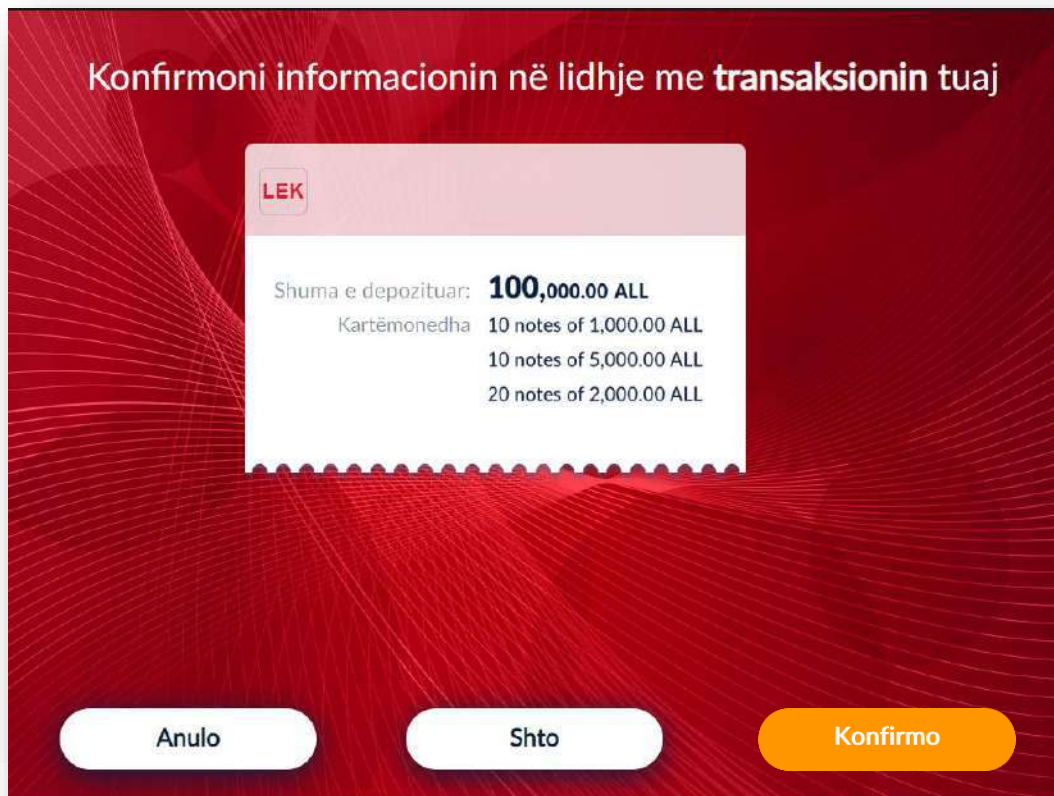 Konfirmoni informacionin në lidhje me transaksionin tuaj
LEK
Shuma e depozituar: 100,000.00 ALL
Kartëmonedha 10 notes of 1,000.00 ALL
10 notes of 5,000.00 ALL
20 notes of 2,000.00 ALL
Anulo Shto Konfirmo